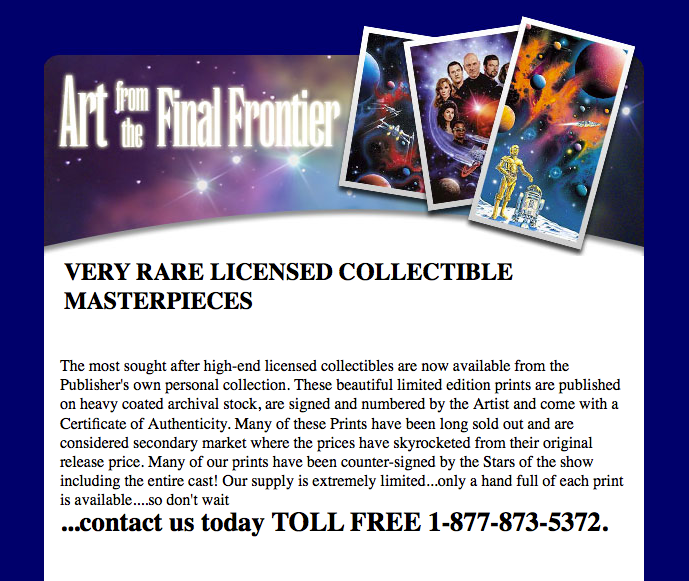 Art from the Final Frontier
VERY RARE LICENSED COLLECTIBLE
MASTERPIECES
The most sought after high-end licensed collectibles are now available from the
Publisher's own personal collection. These beautiful limited edition prints are published
on heavy coated archival stock, are signed and numbered by the Artist and come with a
Certificate of Authenticity. Many of these Prints have been long sold out and are
considered secondary market where the prices have skyrocketed from their original
release price. Many of our prints have been counter-signed by the Stars of the show
including the entire cast! Our supply is extremely limited...only a hand full of each print
is available....so don't wait
...contact us today TOLL FREE 1-877-873-5372.